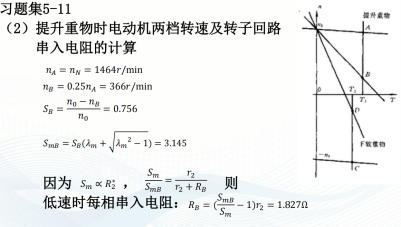 习题集5-11
（2）提升重物时电动机两档转速及转子回路
串入电阻的计算
n_A = n_N = 1464r/min
n_B = 0.25n_A = 366r/min
S_B = (n_0 − n_B)/n_0 = 0.756
S_mB = S_B(λ_m + √(λ_m² − 1) = 3.145
因为 S_m ∝ R_2^* ， S_m/S_mB = r_2/(r_2 + R_B) 则
低速时每相串入电阻： R_B = (S_mB/S_m − 1)r_2 = 1.827Ω
n
提升重物
n_0
A
B
0
T_2
T_1
T
D
下放重物
−n_0
C